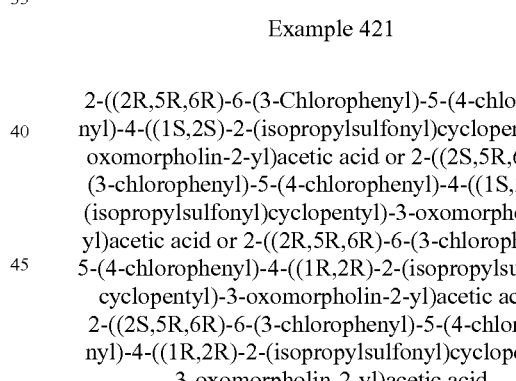 Example 421
2-((2R,5R,6R)-6-(3-Chlorophenyl)-5-(4-chlo
40 nyl)-4-((1S,2S)-2-(isopropylsulfonyl)cyclope
oxomorpholin-2-yl)acetic acid or 2-((2S,5R,6
(3-chlorophenyl)-5-(4-chlorophenyl)-4-((1S,
(isopropylsulfonyl)cyclopentyl)-3-oxomorph
yl)acetic acid or 2-((2R,5R,6R)-6-(3-chloroph
45 5-(4-chlorophenyl)-4-((1R,2R)-2-(isopropylsu
cyclopentyl)-3-oxomorpholin-2-yl)acetic ac
2-((2S,5R,6R)-6-(3-chlorophenyl)-5-(4-chlor
nyl)-4-((1R,2R)-2-(isopropylsulfonyl)cyclope
3-oxomorpholin-2-yl)acetic acid